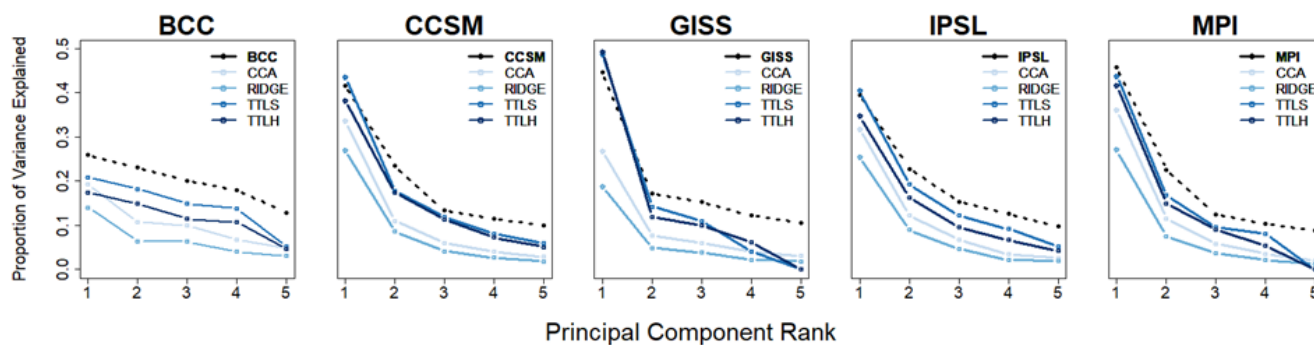 BCC CCSM GISS IPSL MPI
Proportion of Variance Explained
0.5
0.4
0.3
0.2
0.1
0.0
BCC
CCA
RIDGE
TTLS
TTLH
CCSM
CCA
RIDGE
TTLS
TTLH
GISS
CCA
RIDGE
TTLS
TTLH
IPSL
CCA
RIDGE
TTLS
TTLH
MPI
CCA
RIDGE
TTLS
TTLH
1 2 3 4 5 1 2 3 4 5 1 2 3 4 5 1 2 3 4 5 1 2 3 4 5
Principal Component Rank